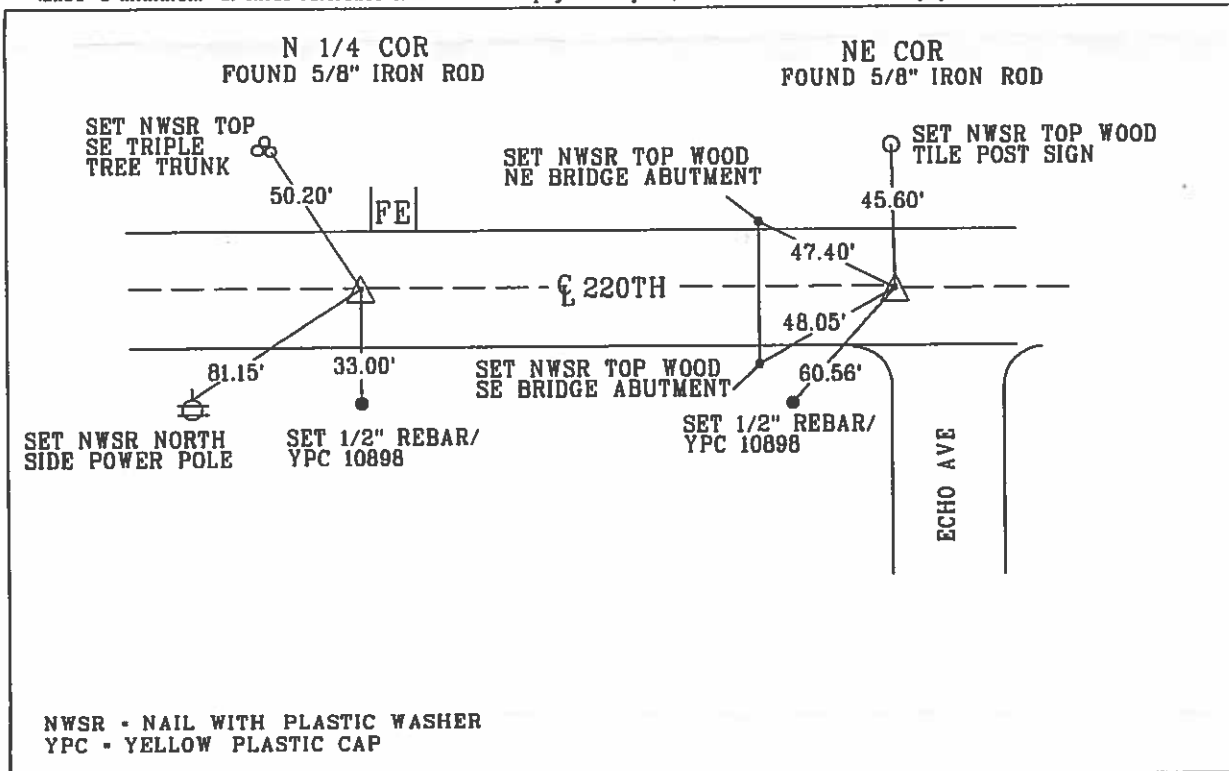 N 1/4 COR
FOUND 5/8" IRON ROD
NE COR
FOUND 5/8" IRON ROD
SET NWSR TOP
SE TRIPLE
TREE TRUNK
50.20'
FE
SET NWSR TOP WOOD
NE BRIDGE ABUTMENT
SET NWSR TOP WOOD
TILE POST SIGN
45.60'
47.40'
℄ 220TH
48.05'
81.15'
33.00'
SET NWSR TOP WOOD
SE BRIDGE ABUTMENT
60.56'
SET NWSR NORTH
SIDE POWER POLE
SET 1/2" REBAR/
YPC 10898
SET 1/2" REBAR/
YPC 10898
ECHO AVE
NWSR = NAIL WITH PLASTIC WASHER
YPC = YELLOW PLASTIC CAP